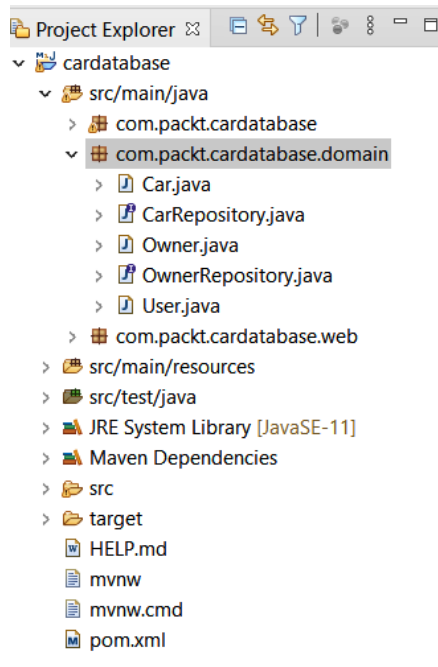 Project Explorer
cardatabase
src/main/java
com.packt.cardatabase
com.packt.cardatabase.domain
Car.java
CarRepository.java
Owner.java
OwnerRepository.java
User.java
com.packt.cardatabase.web
src/main/resources
src/test/java
JRE System Library [JavaSE-11]
Maven Dependencies
src
target
HELP.md
mvnw
mvnw.cmd
pom.xml